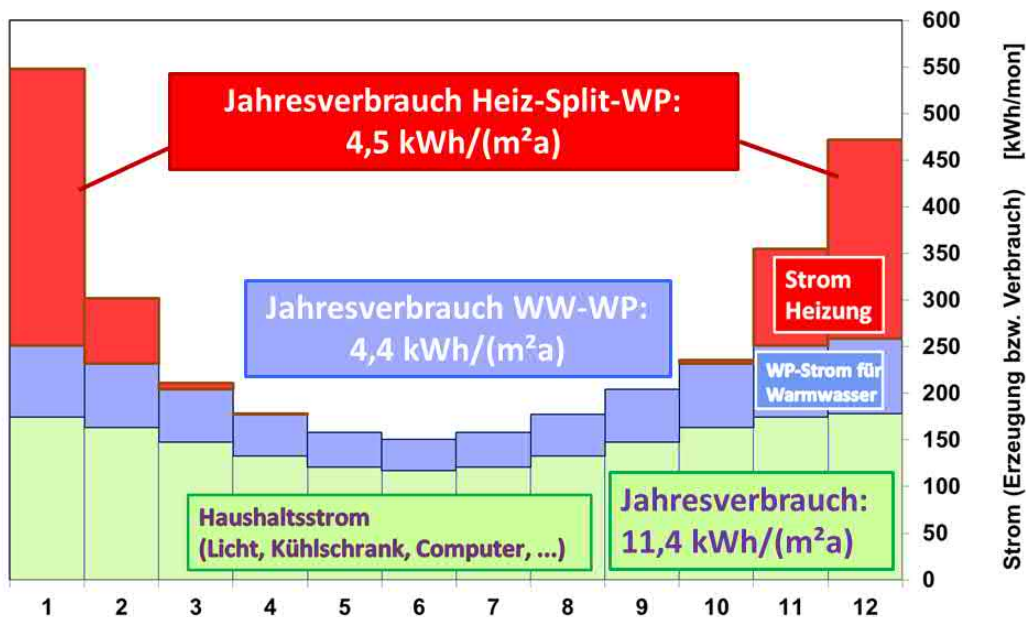 Jahresverbrauch Heiz-Split-WP:
4,5 kWh/(m²a)
Jahresverbrauch WW-WP:
4,4 kWh/(m²a)
Strom
Heizung
WP-Strom für
Warmwasser
Haushaltsstrom
(Licht, Kühlschrank, Computer, ...)
Jahresverbrauch:
11,4 kWh/(m²a)
600
550
500
450
400
350
300
250
200
150
100
50
0
Strom (Erzeugung bzw. Verbrauch) [kWh/mon]
1 2 3 4 5 6 7 8 9 10 11 12